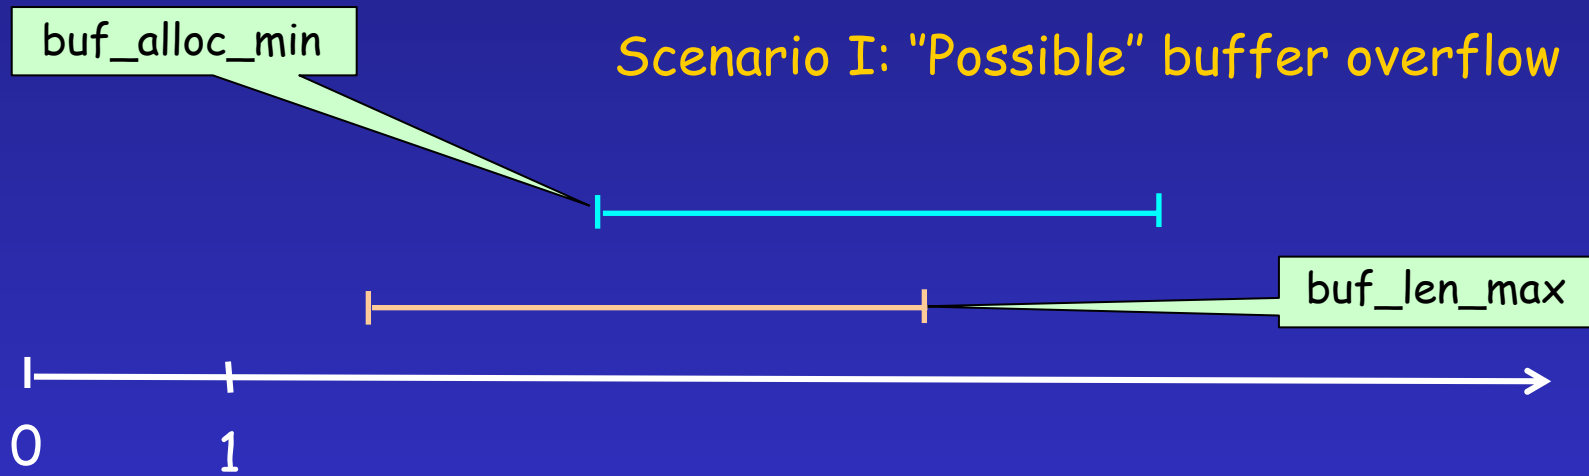 buf_alloc_min
Scenario I: "Possible" buffer overflow
buf_len_max
0
1